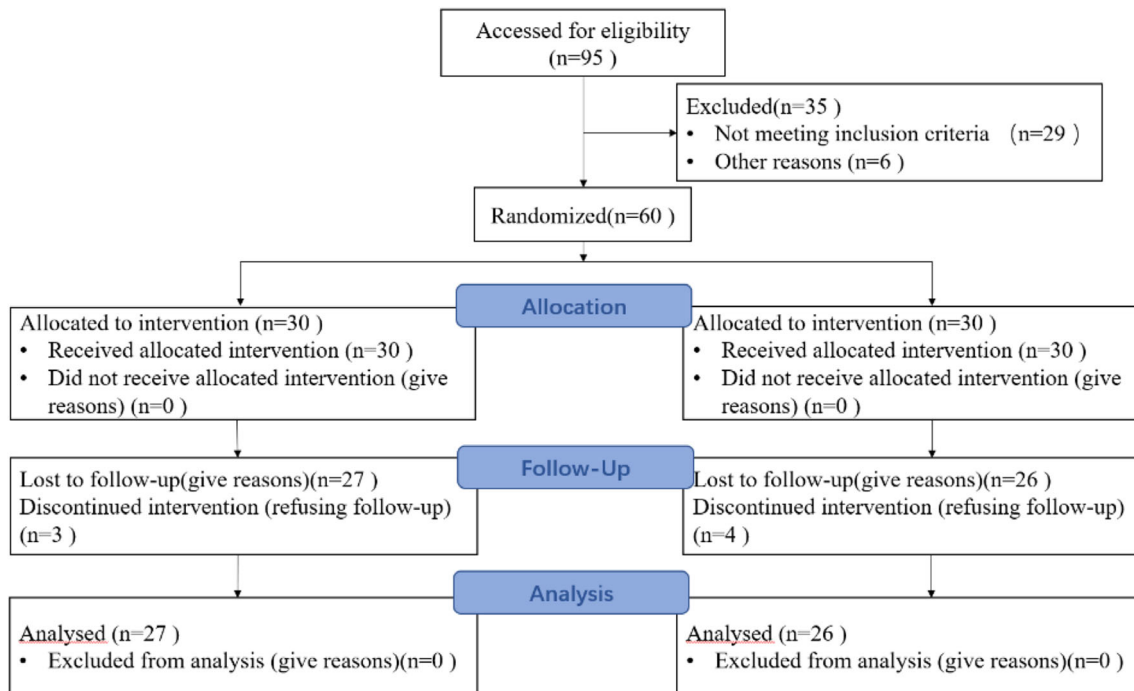 Accessed for eligibility
(n=95 )
Excluded(n=35 )
• Not meeting inclusion criteria （n=29 ）
• Other reasons (n=6 )
Randomized(n=60 )
Allocation
Allocated to intervention (n=30 )
• Received allocated intervention (n=30 )
• Did not receive allocated intervention (give
reasons) (n=0 )
Allocated to intervention (n=30 )
• Received allocated intervention (n=30 )
• Did not receive allocated intervention (give
reasons) (n=0 )
Follow-Up
Lost to follow-up(give reasons)(n=27 )
Discontinued intervention (refusing follow-up)
(n=3 )
Lost to follow-up(give reasons)(n=26 )
Discontinued intervention (refusing follow-up)
(n=4 )
Analysis
Analysed (n=27 )
• Excluded from analysis (give reasons)(n=0 )
Analysed (n=26 )
• Excluded from analysis (give reasons)(n=0 )